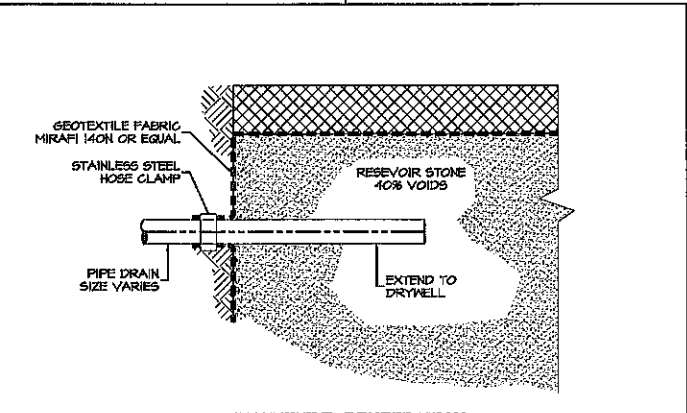 GEOTEXTILE FABRIC
MIRAFI 140N OR EQUAL
STAINLESS STEEL
HOSE CLAMP
RESEVOIR STONE
40% VOIDS
PIPE DRAIN
SIZE VARIES
EXTEND TO
DRYWELL